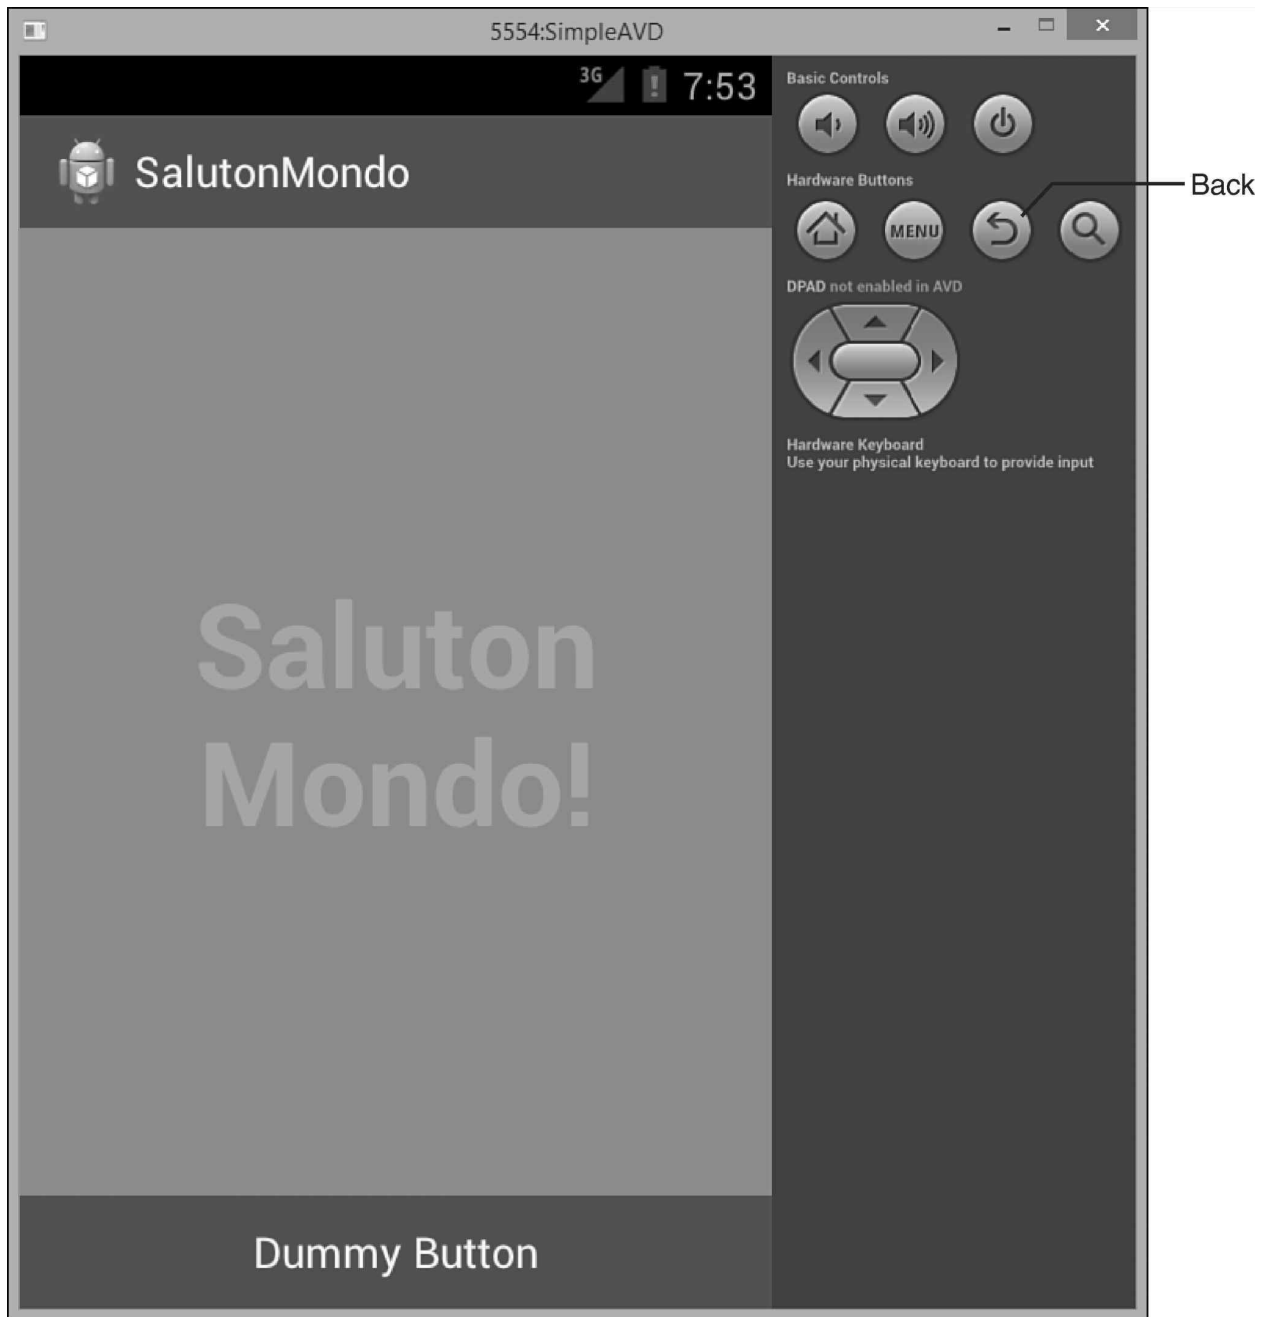 5554:SimpleAVD
3G 7:53
SalutonMondo
Saluton
Mondo!
Dummy Button
Basic Controls
Hardware Buttons
MENU
Back
DPAD not enabled in AVD
Hardware Keyboard
Use your physical keyboard to provide input